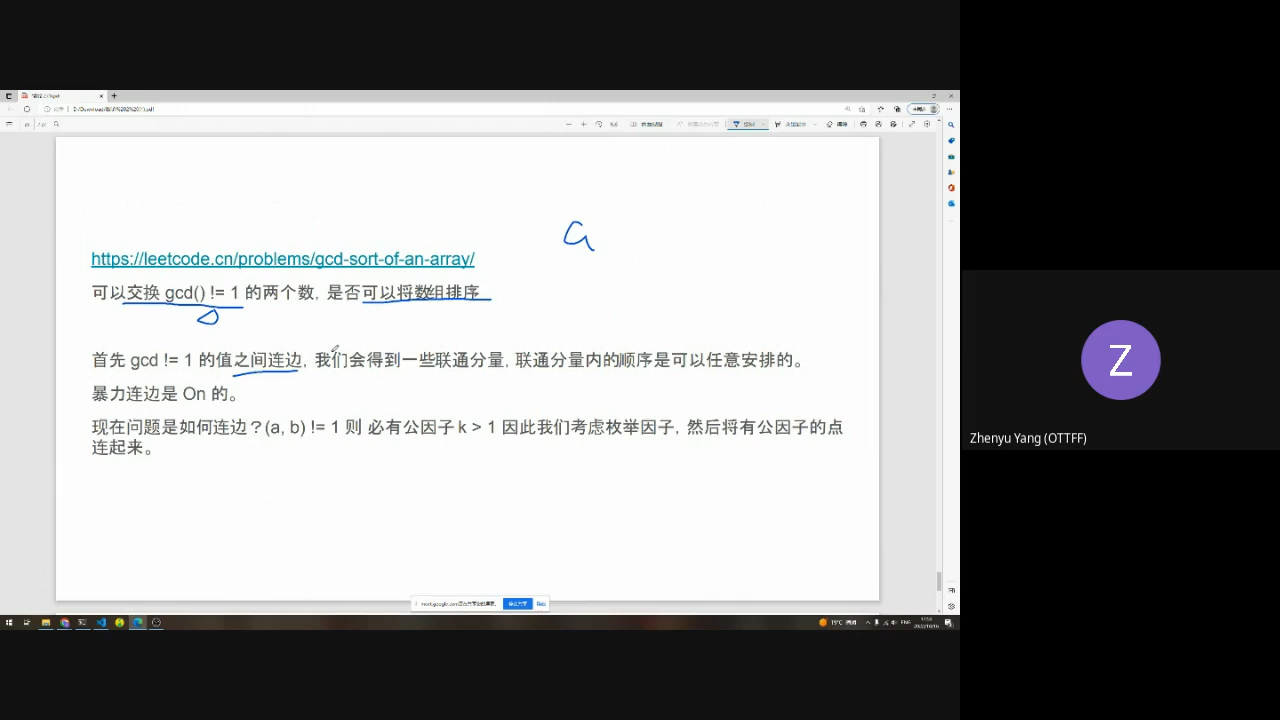 https://leetcode.cn/problems/gcd-sort-of-an-array/
可以交换 gcd() != 1 的两个数, 是否可以将数组排序
首先 gcd != 1 的值之间连边, 我们会得到一些联通分量, 联通分量内的顺序是可以任意安排的。
暴力连边是 On 的。
现在问题是如何连边？(a, b) != 1 则 必有公因子 k > 1 因此我们考虑枚举因子, 然后将有公因子的点
连起来。
Z
Zhenyu Yang (OTTFF)
ENG